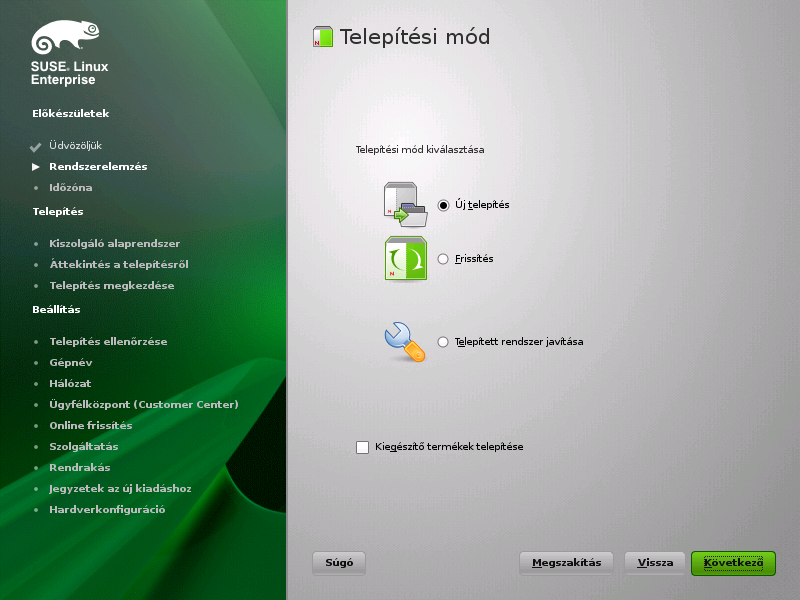 SUSE. Linux
Enterprise
Előkészületek
Üdvözöljük
Rendszerelemzés
Időzóna
Telepítés
Kiszolgáló alaprendszer
Áttekintés a telepítésről
Telepítés megkezdése
Beállítás
Telepítés ellenőrzése
Gépnév
Hálózat
Ügyfélközpont (Customer Center)
Online frissítés
Szolgáltatás
Rendrakás
Jegyzetek az új kiadáshoz
Hardverkonfiguráció
Telepítési mód
Telepítési mód kiválasztása
Új telepítés
Frissítés
Telepített rendszer javítása
Kiegészítő termékek telepítése
Súgó
Megszakítás
Vissza
Következő